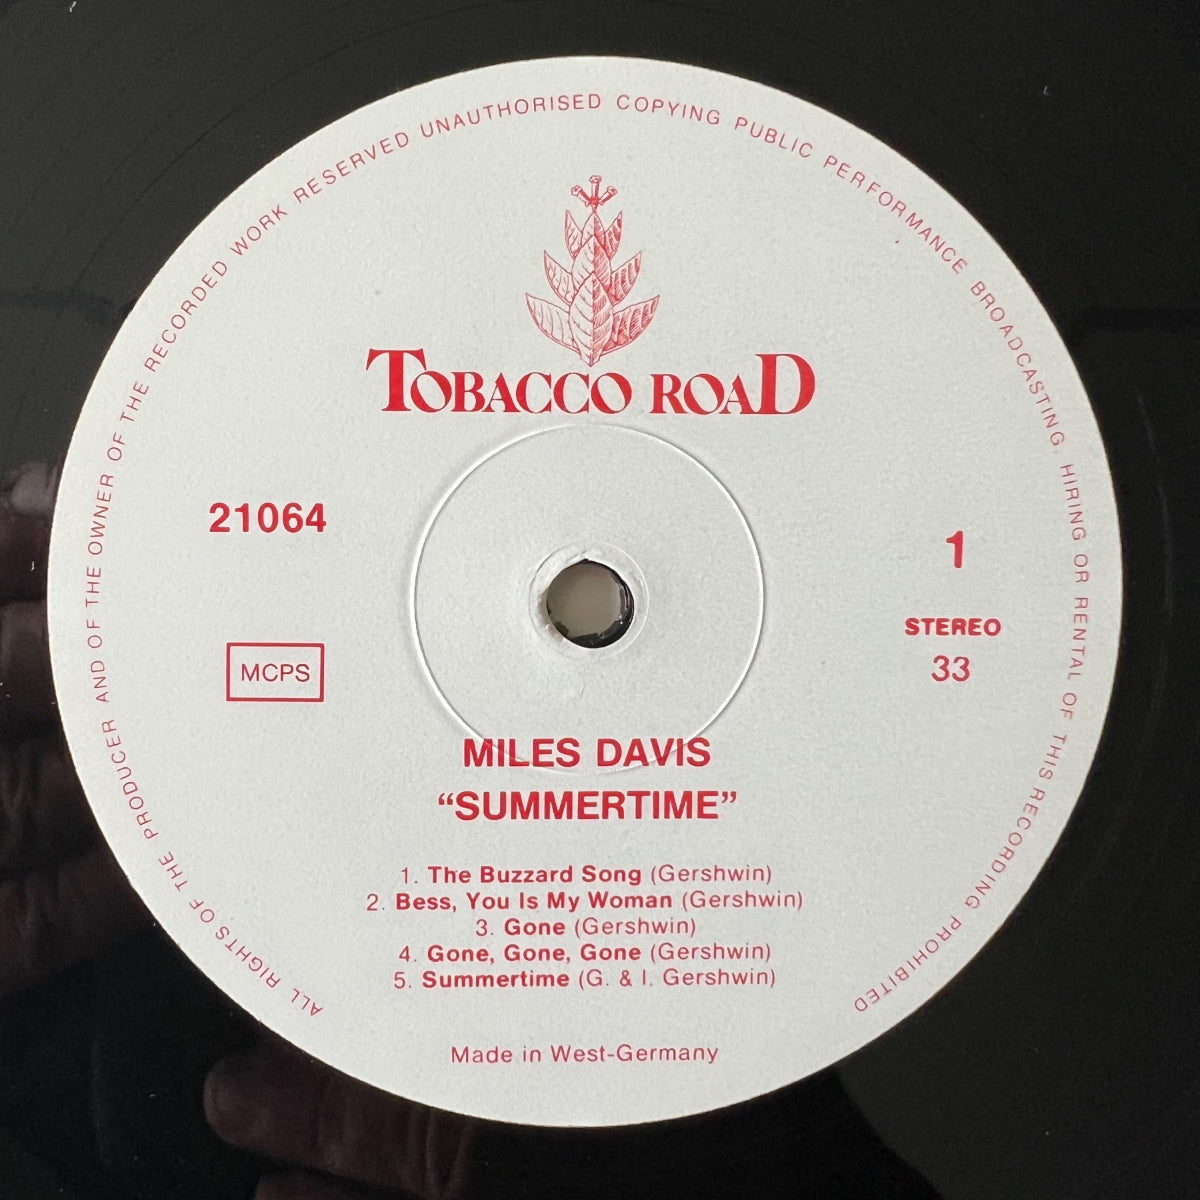 ALL RIGHTS OF THE PRODUCER AND OF THE OWNER OF THE RECORDED WORK RESERVED UNAUTHORISED COPYING PUBLIC PERFORMANCE BROADCASTING, HIRING OR RENTAL OF THIS RECORDING PROHIBITED
TOBACCO ROAD
21064
1
STEREO
33
MCPS
MILES DAVIS
“SUMMERTIME”
1. The Buzzard Song (Gershwin)
2. Bess, You Is My Woman (Gershwin)
3. Gone (Gershwin)
4. Gone, Gone, Gone (Gershwin)
5. Summertime (G. & I. Gershwin)
Made in West-Germany